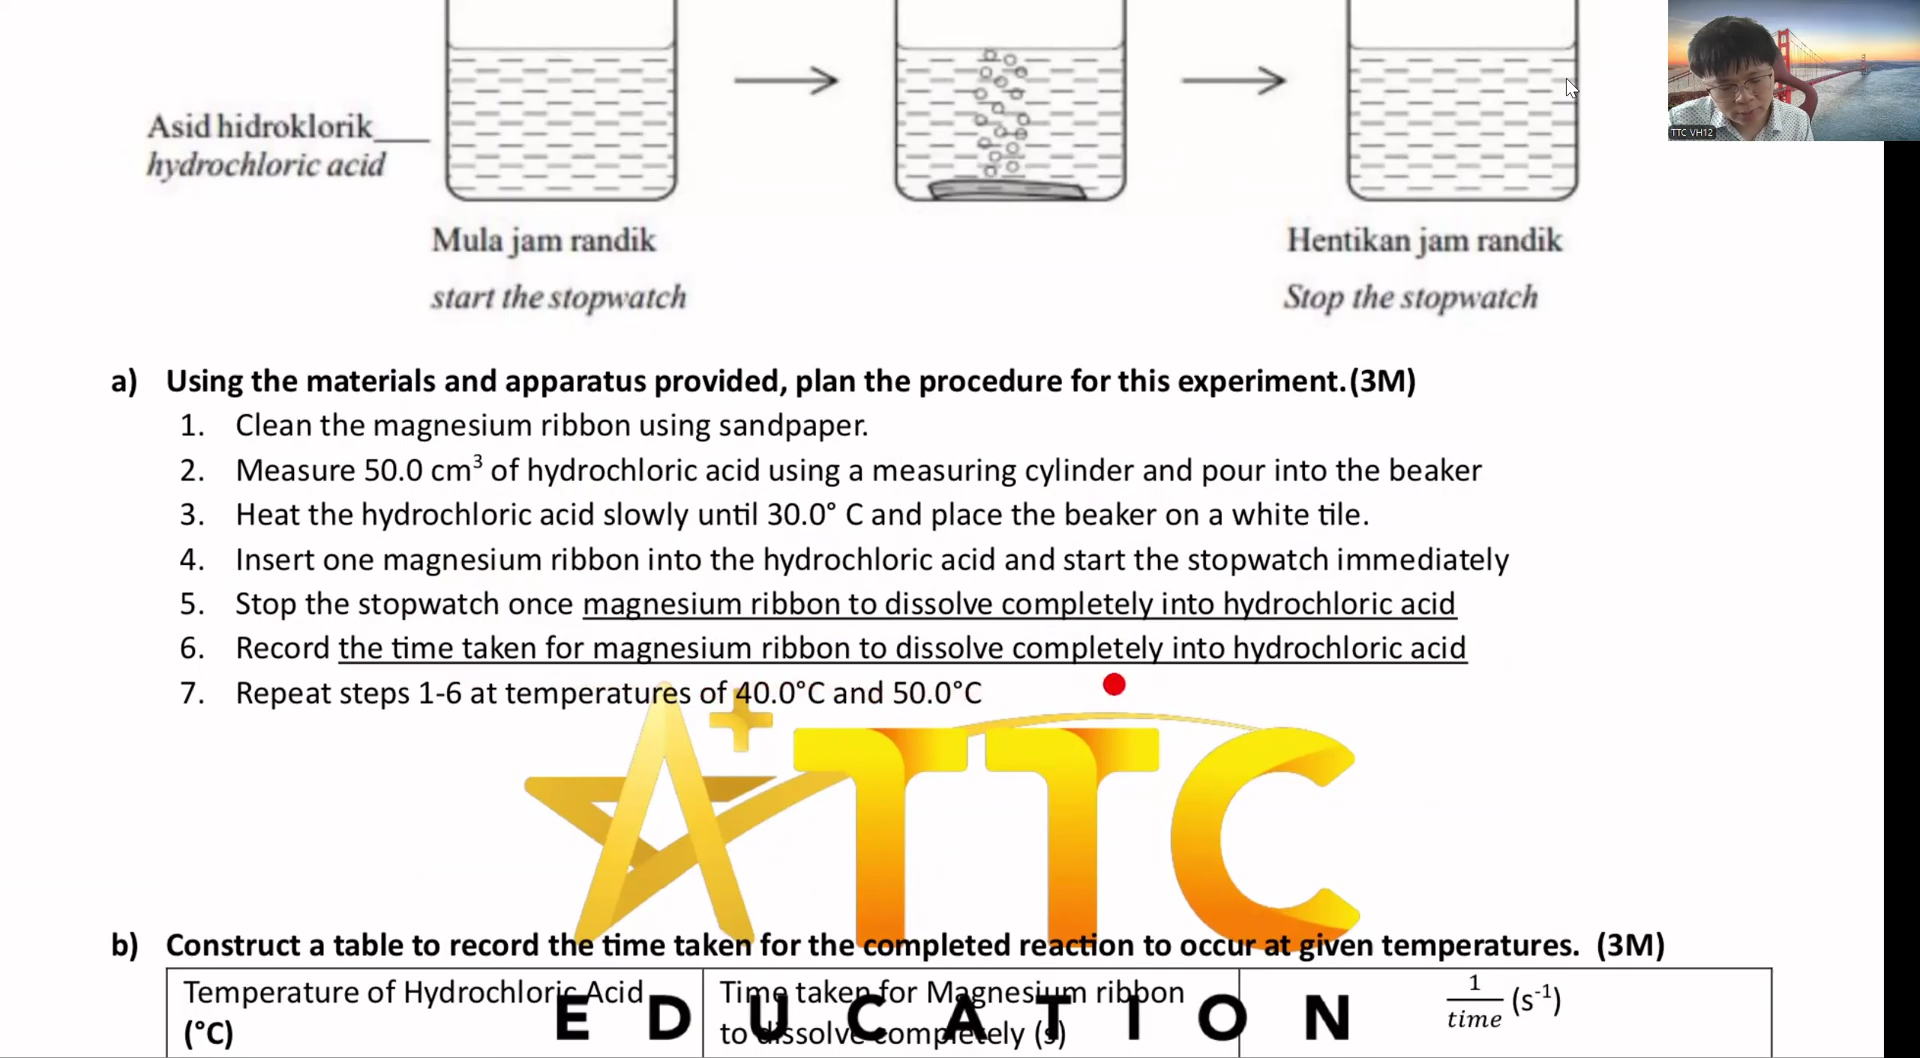 TTC VH12
Asid hidroklorik
hydrochloric acid
Mula jam randik
start the stopwatch
Hentikan jam randik
Stop the stopwatch
a) Using the materials and apparatus provided, plan the procedure for this experiment.(3M)
1. Clean the magnesium ribbon using sandpaper.
2. Measure 50.0 cm³ of hydrochloric acid using a measuring cylinder and pour into the beaker
3. Heat the hydrochloric acid slowly until 30.0° C and place the beaker on a white tile.
4. Insert one magnesium ribbon into the hydrochloric acid and start the stopwatch immediately
5. Stop the stopwatch once magnesium ribbon to dissolve completely into hydrochloric acid
6. Record the time taken for magnesium ribbon to dissolve completely into hydrochloric acid
7. Repeat steps 1-6 at temperatures of 40.0°C and 50.0°C
A+ TTC
EDUCATION
b) Construct a table to record the time taken for the completed reaction to occur at given temperatures. (3M)
Temperature of Hydrochloric Acid
(°C)
Time taken for Magnesium ribbon
to dissolve completely (s)
1/time (s⁻¹)